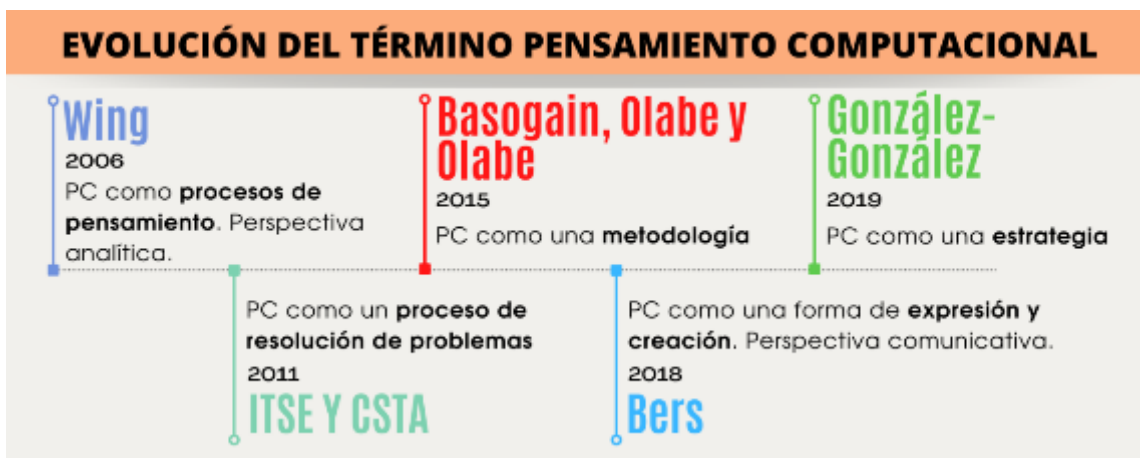 EVOLUCIÓN DEL TÉRMINO PENSAMIENTO COMPUTACIONAL
Wing
2006
PC como procesos de
pensamiento. Perspectiva
analítica.
PC como un proceso de
resolución de problemas
2011
ITSE Y CSTA
Basogain, Olabe y
Olabe
2015
PC como una metodología
PC como una forma de expresión y
creación. Perspectiva comunicativa.
2018
Bers
González-
González
2019
PC como una estrategia